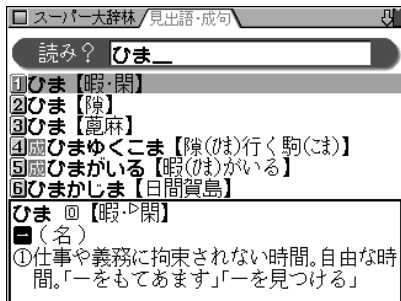 スーパー大辞林 見出語・成句
読み？ ひま_
1ひま【暇・閑】
2ひま【隙】
3ひま【蓖麻】
4成ひまゆくこま【隙(ひま)行く駒(こま)】
5成ひまがいる【暇(ひま)がいる】
6ひまかじま【日間賀島】
ひま ⓪【暇・▷閑】
一(名)
①仕事や義務に拘束されない時間。自由な時
間。「―をもてあます」「―を見つける」